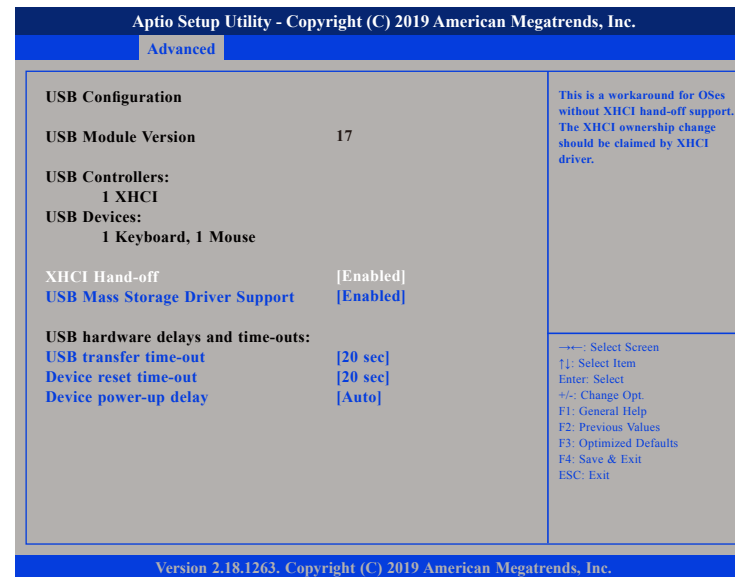 Aptio Setup Utility - Copyright (C) 2019 American Megatrends, Inc.
Advanced
USB Configuration
USB Module Version 17
USB Controllers:
1 XHCI
USB Devices:
1 Keyboard, 1 Mouse
XHCI Hand-off [Enabled]
USB Mass Storage Driver Support [Enabled]
USB hardware delays and time-outs:
USB transfer time-out [20 sec]
Device reset time-out [20 sec]
Device power-up delay [Auto]
This is a workaround for OSes
without XHCI hand-off support.
The XHCI ownership change
should be claimed by XHCI
driver.
→←: Select Screen
↑↓: Select Item
Enter: Select
+/-: Change Opt.
F1: General Help
F2: Previous Values
F3: Optimized Defaults
F4: Save & Exit
ESC: Exit
Version 2.18.1263. Copyright (C) 2019 American Megatrends, Inc.